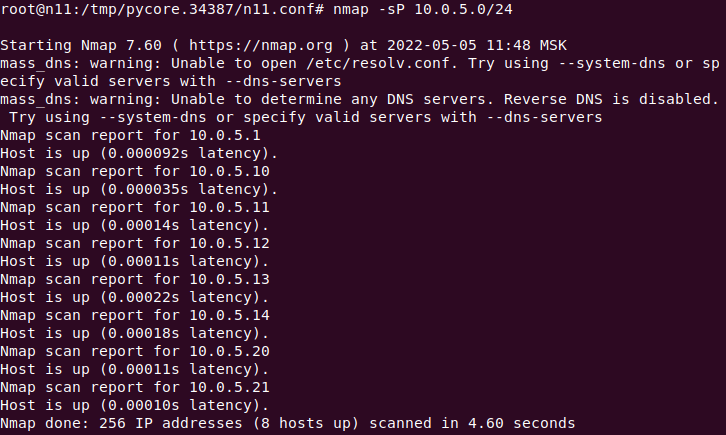 root@n11:/tmp/pycore.34387/n11.conf# nmap -sP 10.0.5.0/24
Starting Nmap 7.60 ( https://nmap.org ) at 2022-05-05 11:48 MSK
mass_dns: warning: Unable to open /etc/resolv.conf. Try using --system-dns or sp
ecify valid servers with --dns-servers
mass_dns: warning: Unable to determine any DNS servers. Reverse DNS is disabled.
 Try using --system-dns or specify valid servers with --dns-servers
Nmap scan report for 10.0.5.1
Host is up (0.000092s latency).
Nmap scan report for 10.0.5.10
Host is up (0.000035s latency).
Nmap scan report for 10.0.5.11
Host is up (0.00014s latency).
Nmap scan report for 10.0.5.12
Host is up (0.00011s latency).
Nmap scan report for 10.0.5.13
Host is up (0.00022s latency).
Nmap scan report for 10.0.5.14
Host is up (0.00018s latency).
Nmap scan report for 10.0.5.20
Host is up (0.00011s latency).
Nmap scan report for 10.0.5.21
Host is up (0.00010s latency).
Nmap done: 256 IP addresses (8 hosts up) scanned in 4.60 seconds